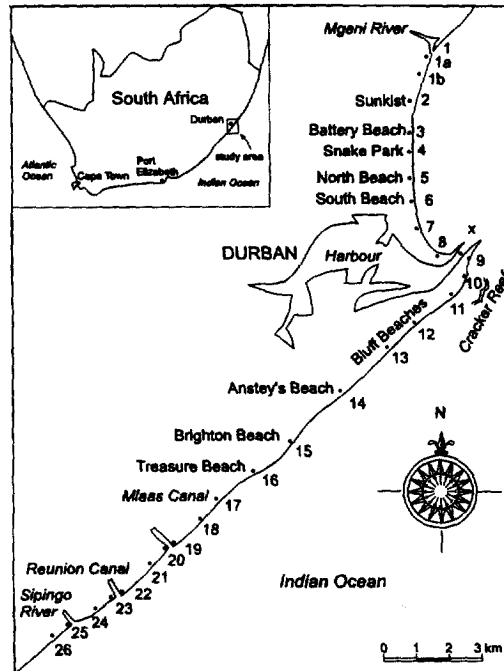 South Africa
Durban
study area
Atlantic
Ocean
Cape Town
Port
Elizabeth
Indian Ocean
Mgeni River
1
1a
1b
Sunkist
2
Battery Beach
3
Snake Park
4
North Beach
5
South Beach
6
7
8
x
DURBAN
Harbour
9
10
Cracker Reef
11
Bluff Beaches
12
13
Anstey's Beach
14
N
Brighton Beach
15
Treasure Beach
16
Mlaas Canal
17
18
19
20
Reunion Canal
21
22
Indian Ocean
Sipingo
River
23
24
25
26
0 1 2 3 km